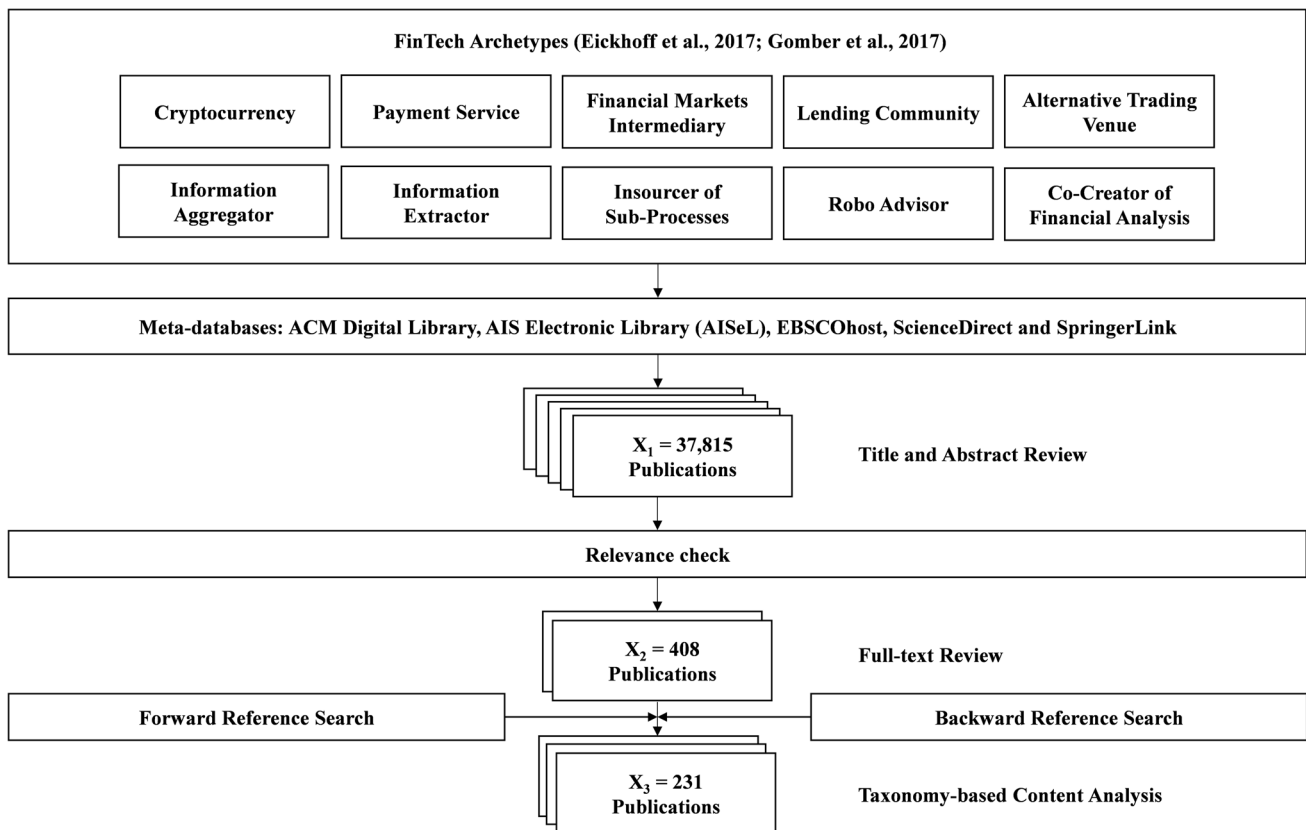 FinTech Archetypes (Eickhoff et al., 2017; Gomber et al., 2017)
Cryptocurrency
Payment Service
Financial Markets
Intermediary
Lending Community
Alternative Trading
Venue
Information
Aggregator
Information
Extractor
Insourcer of
Sub-Processes
Robo Advisor
Co-Creator of
Financial Analysis
Meta-databases: ACM Digital Library, AIS Electronic Library (AISeL), EBSCOhost, ScienceDirect and SpringerLink
X₁ = 37,815
Publications
Title and Abstract Review
Relevance check
X₂ = 408
Publications
Full-text Review
Forward Reference Search
Backward Reference Search
X₃ = 231
Publications
Taxonomy-based Content Analysis